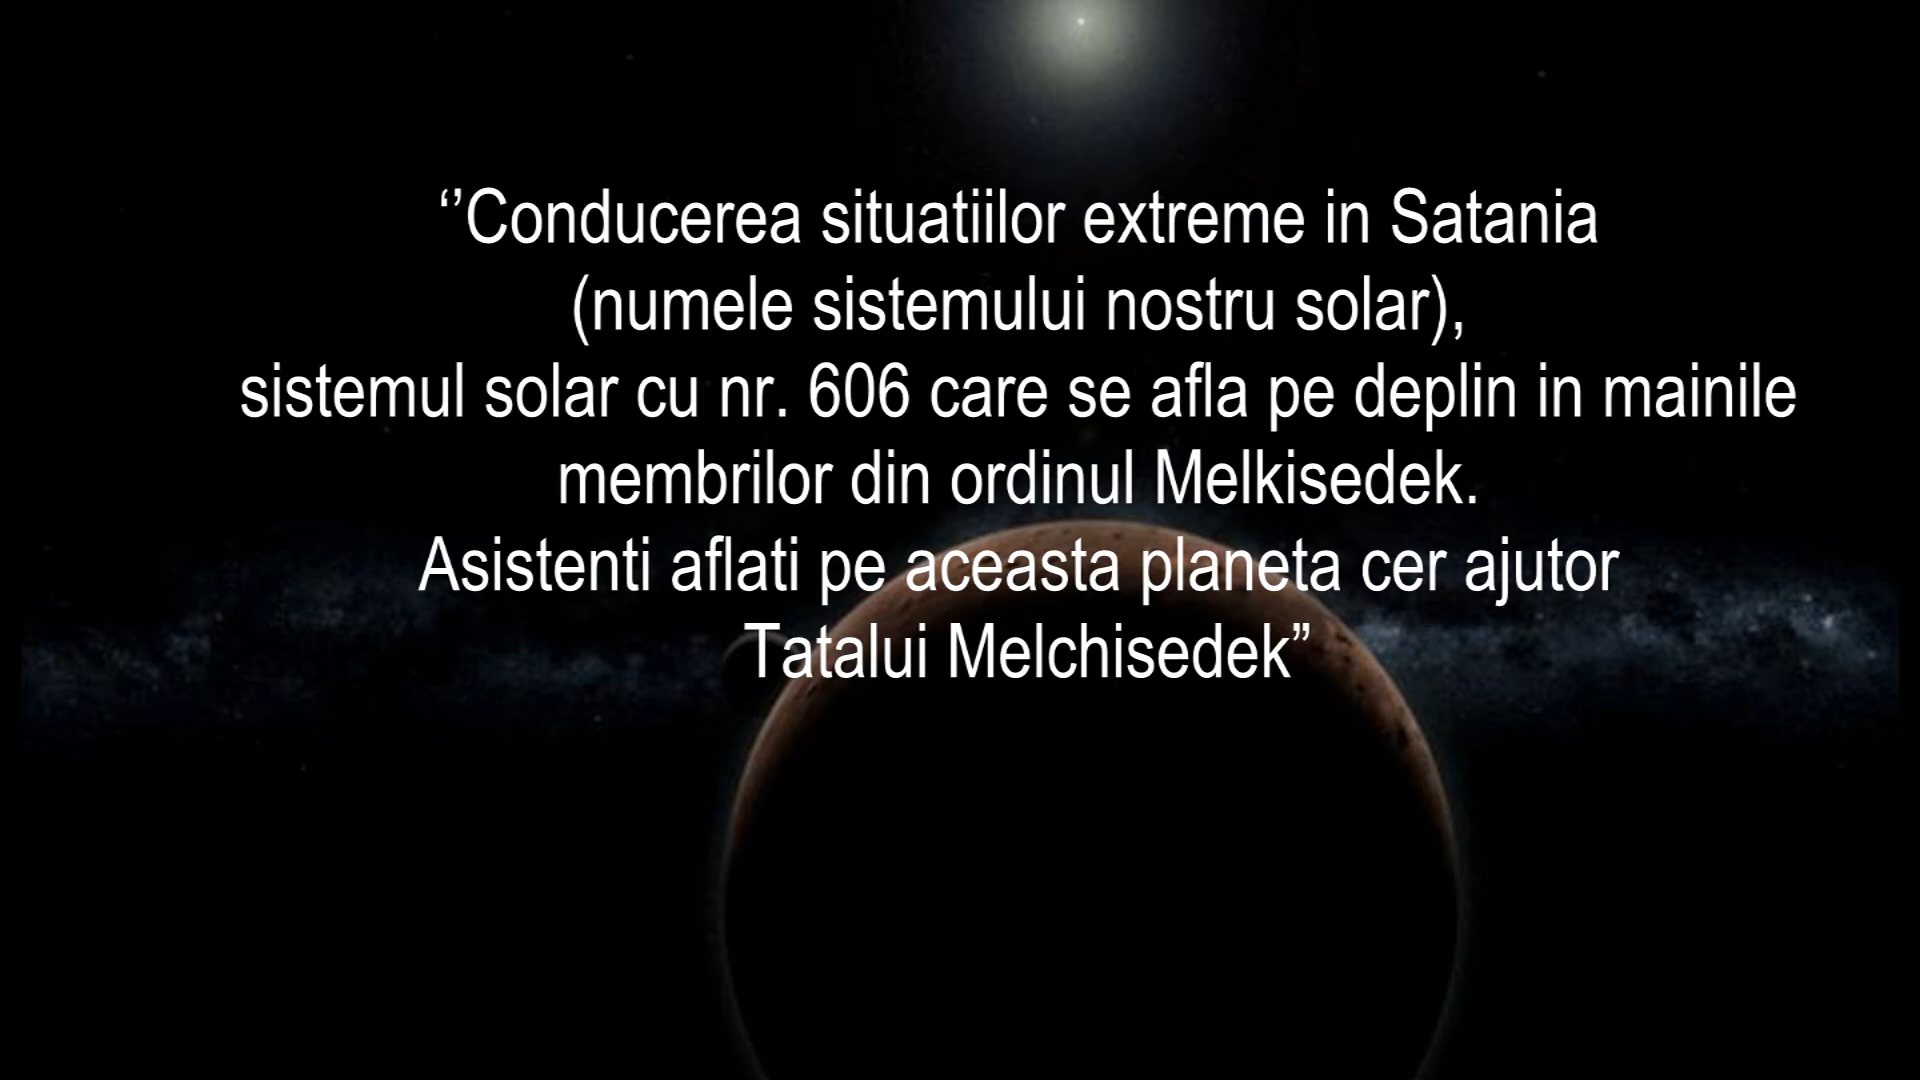 ‘’Conducerea situatiilor extreme in Satania
(numele sistemului nostru solar),
sistemul solar cu nr. 606 care se afla pe deplin in mainile
membrilor din ordinul Melkisedek.
Asistenti aflati pe aceasta planeta cer ajutor
Tatalui Melchisedek”